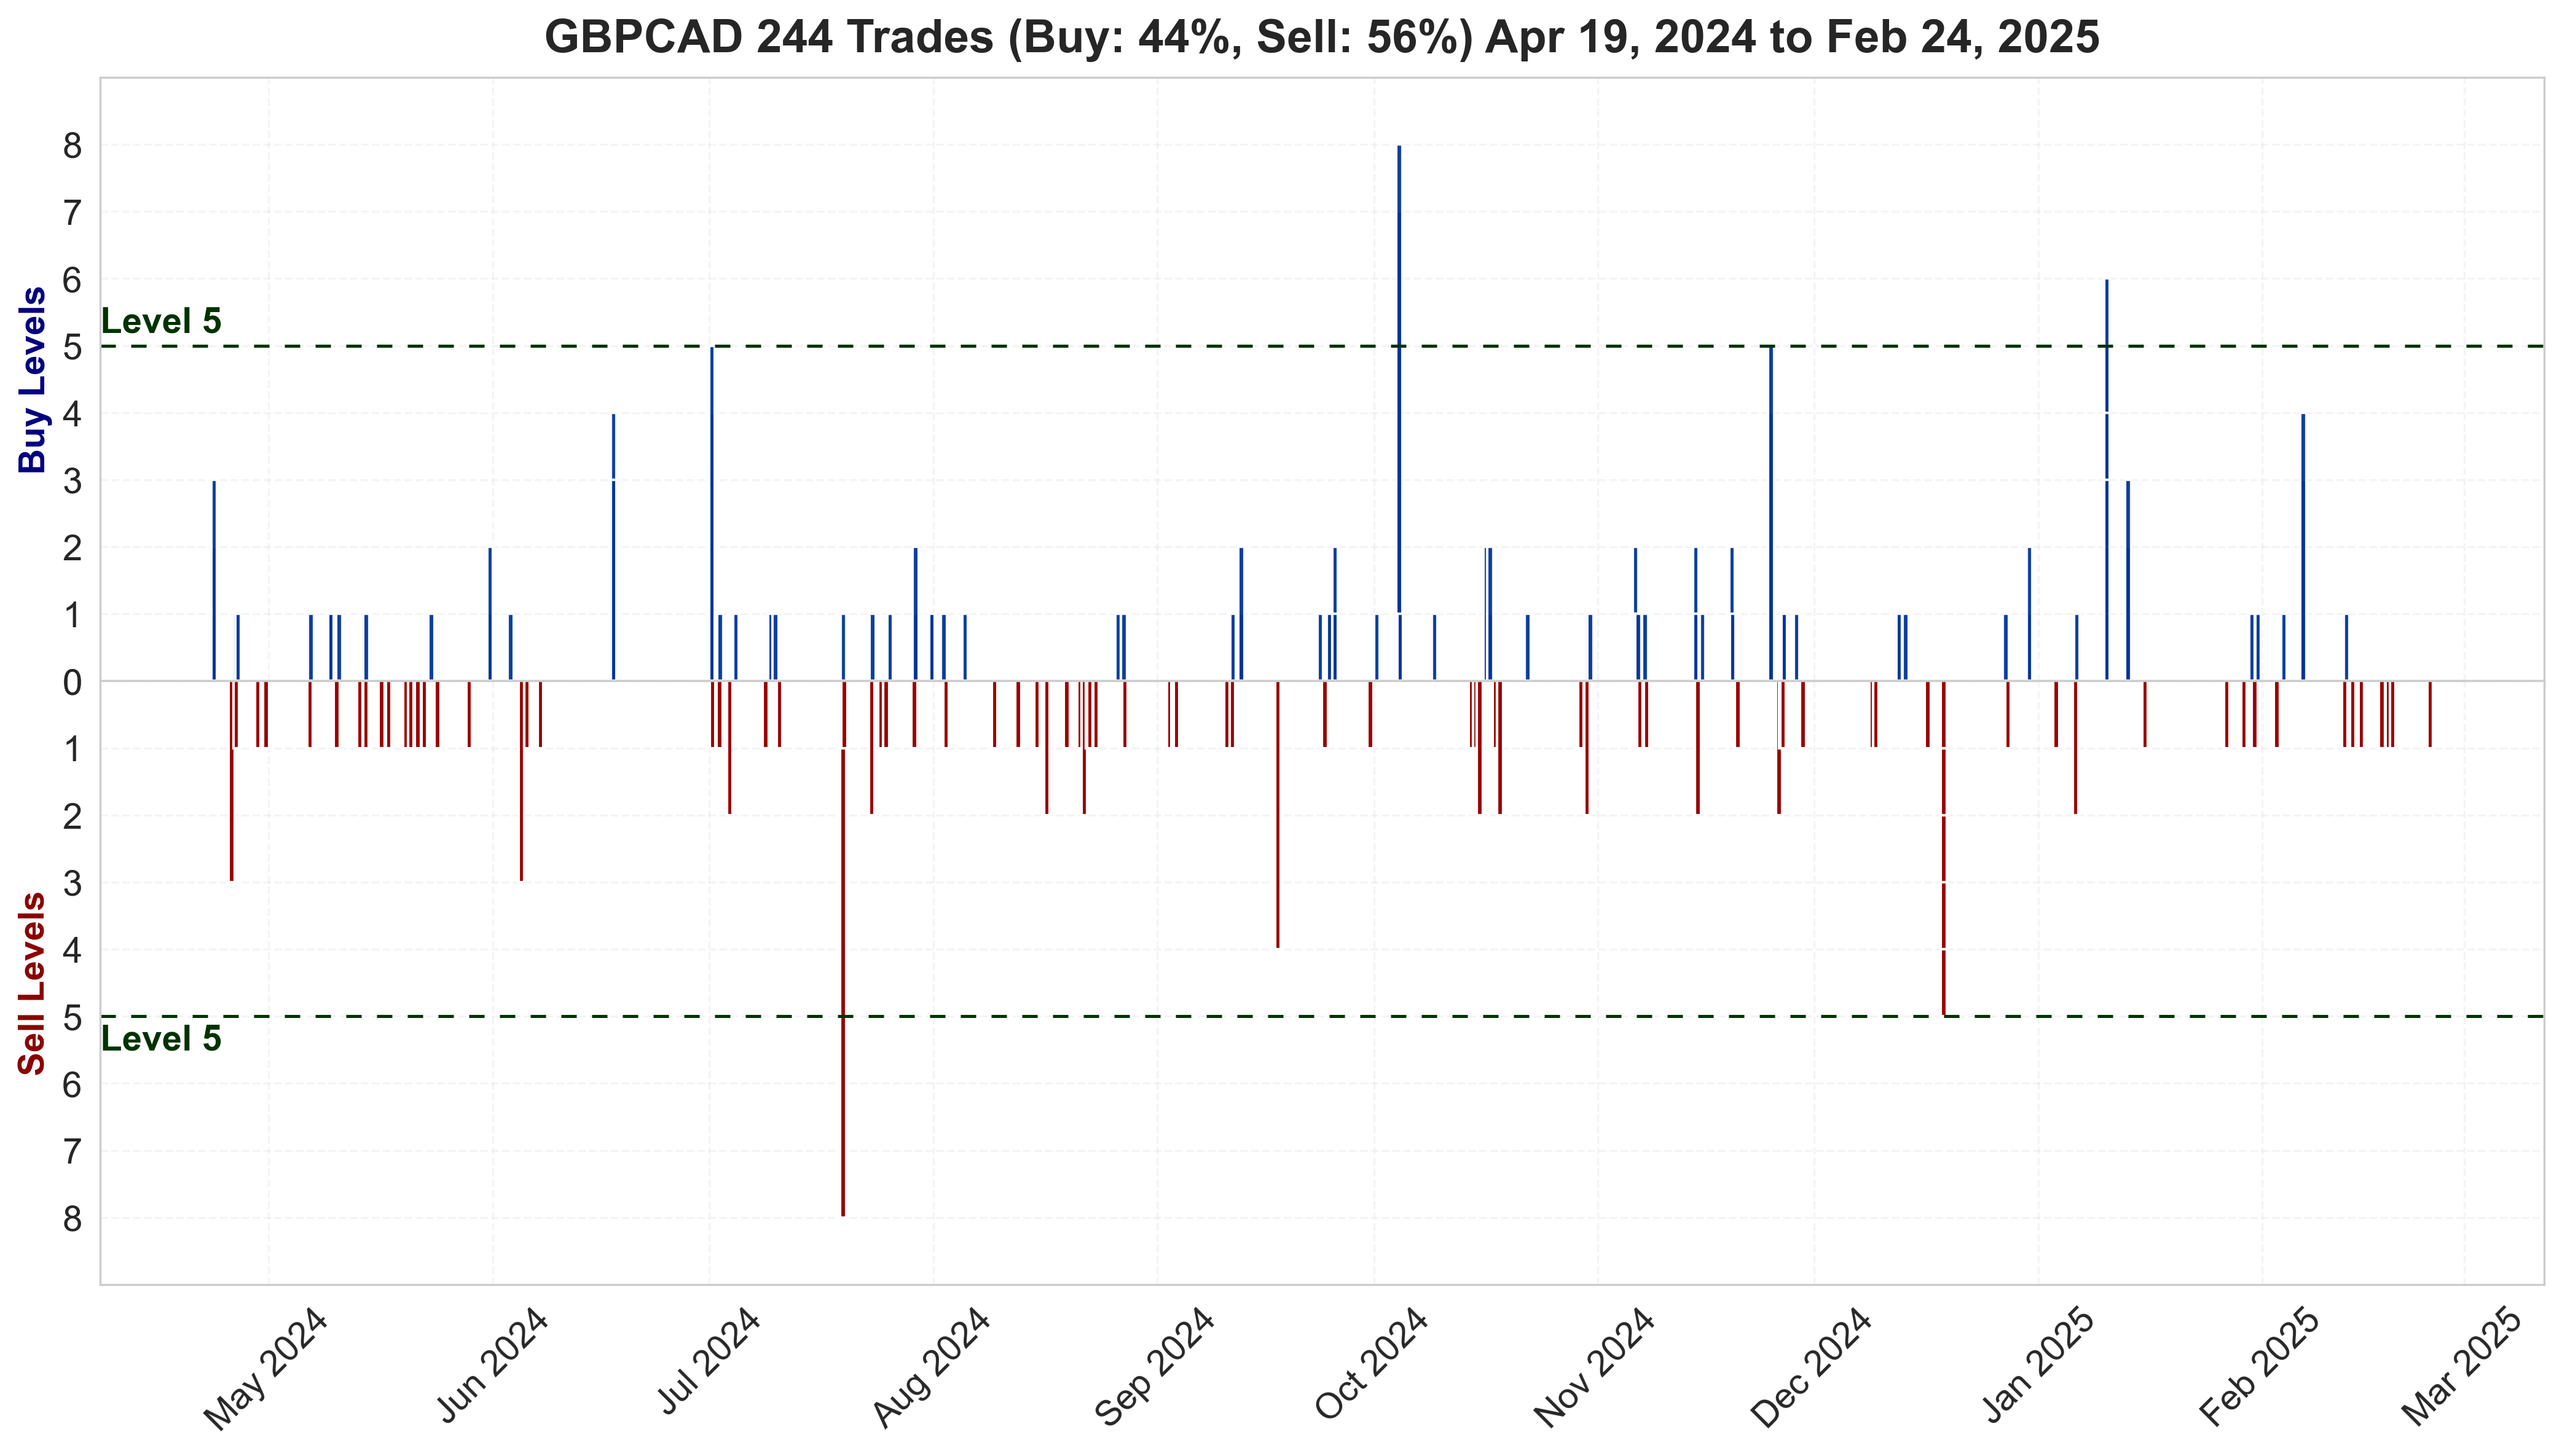 GBPCAD 244 Trades (Buy: 44%, Sell: 56%) Apr 19, 2024 to Feb 24, 2025
Buy Levels
Sell Levels
8
7
6
Level 5
5
4
3
2
1
0
1
2
3
4
5
Level 5
6
7
8
May 2024
Jun 2024
Jul 2024
Aug 2024
Sep 2024
Oct 2024
Nov 2024
Dec 2024
Jan 2025
Feb 2025
Mar 2025